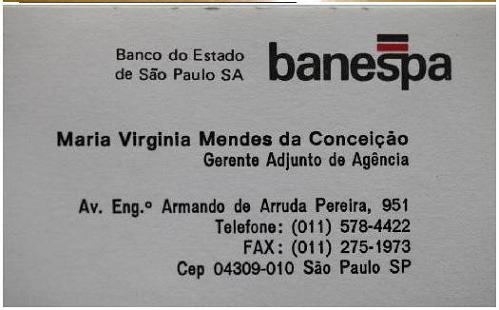 Banco do Estado
de São Paulo SA
banespa
Maria Virginia Mendes da Conceição
Gerente Adjunto de Agência
Av. Eng.º Armando de Arruda Pereira, 951
Telefone: (011) 578-4422
FAX: (011) 275-1973
Cep 04309-010 São Paulo SP